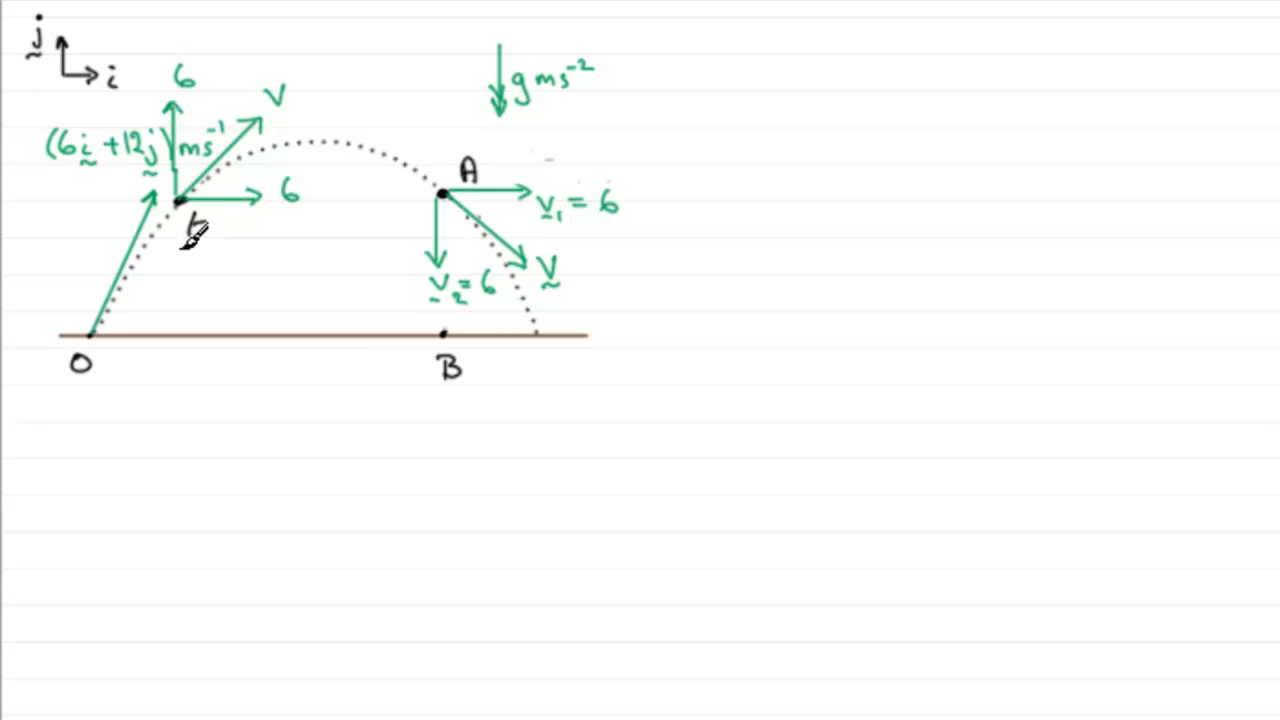 j
i
6
V
g ms⁻²
(6i + 12j) ms⁻¹
6
A
v₁ = 6
v₂ = 6
V
O
B